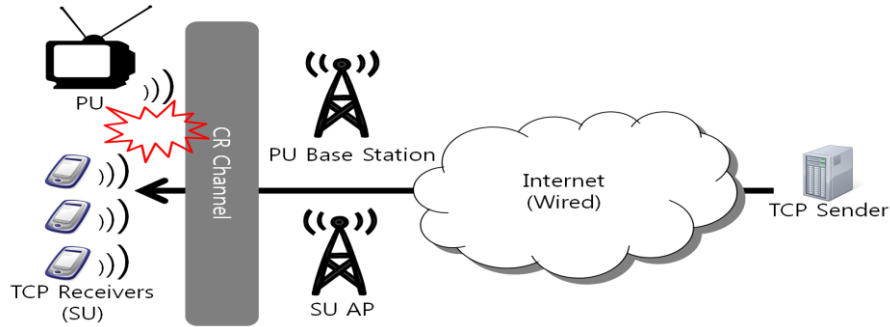 PU
CR Channel
PU Base Station
Internet
(Wired)
TCP Sender
TCP Receivers
(SU)
SU AP